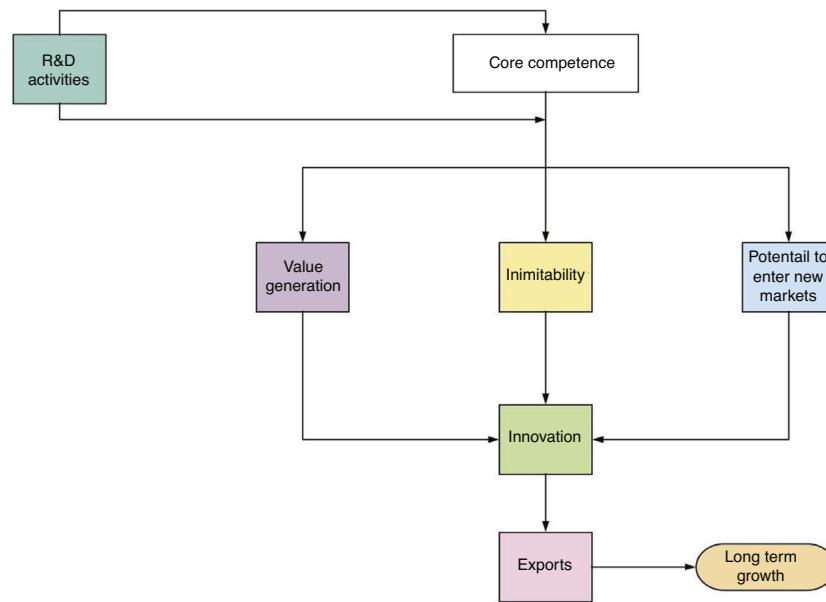 R&D
activities
Core competence
Value
generation
Inimitability
Potentail to
enter new
markets
Innovation
Exports
Long term
growth